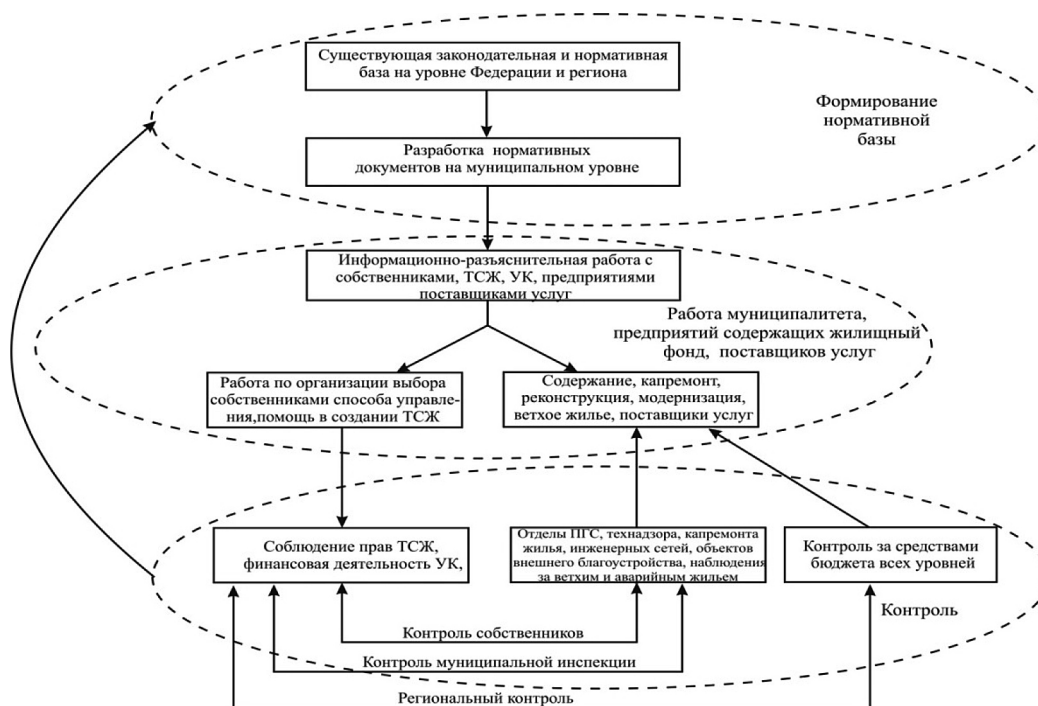 Существующая законодательная и нормативная
база на уровне Федерации и региона
Формирование
нормативной
базы
Разработка нормативных
документов на муниципальном уровне
Информационно-разъяснительная работа с
собственниками, ТСЖ, УК, предприятиями
поставщиками услуг
Работа муниципалитета,
предприятий содержащих жилищный
фонд, поставщиков услуг
Работа по организации выбора
собственниками способа управле-
ния,помощь в создании ТСЖ
Содержание, капремонт,
реконструкция, модернизация,
ветхое жилье, поставщики услуг
Соблюдение прав ТСЖ,
финансовая деятельность УК,
Отделы ПГС, технадзора, капремонта
жилья, инженерных сетей, объектов
внешнего благоустройства, наблюдения
за ветхим и аварийным жильем
Контроль за средствами
бюджета всех уровней
Контроль
Контроль собственников
Контроль муниципальной инспекции
Региональный контроль